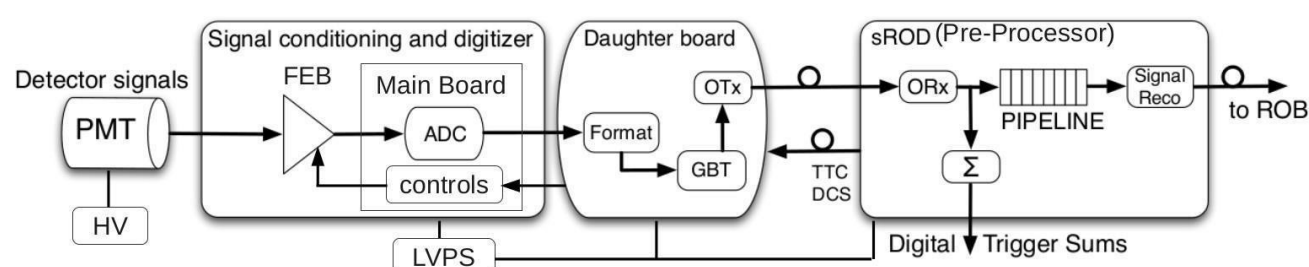 Detector signals
PMT
HV
Signal conditioning and digitizer
FEB
Main Board
ADC
controls
LVPS
Daughter board
Format
GBT
OTx
TTC
DCS
sROD (Pre-Processor)
ORx
PIPELINE
Signal
Reco
to ROB
Σ
Digital Trigger Sums